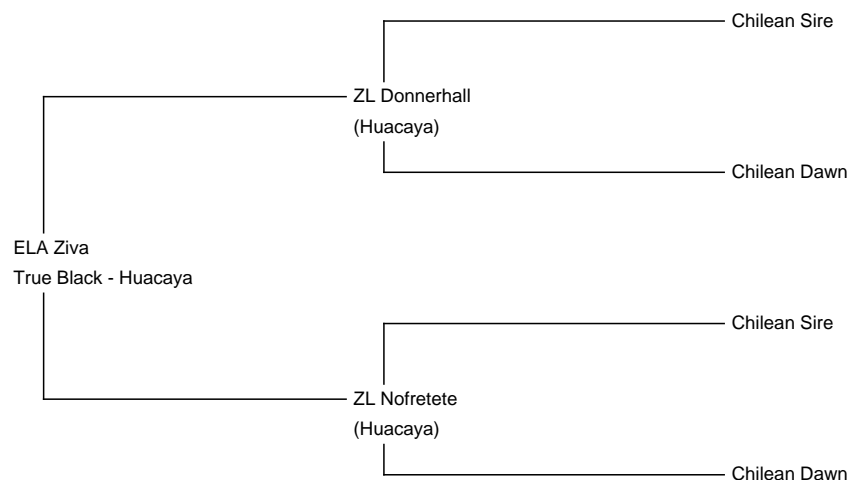 Chilean Sire
ZL Donnerhall
(Huacaya)
Chilean Dawn
ELA Ziva
True Black - Huacaya
Chilean Sire
ZL Nofretete
(Huacaya)
Chilean Dawn